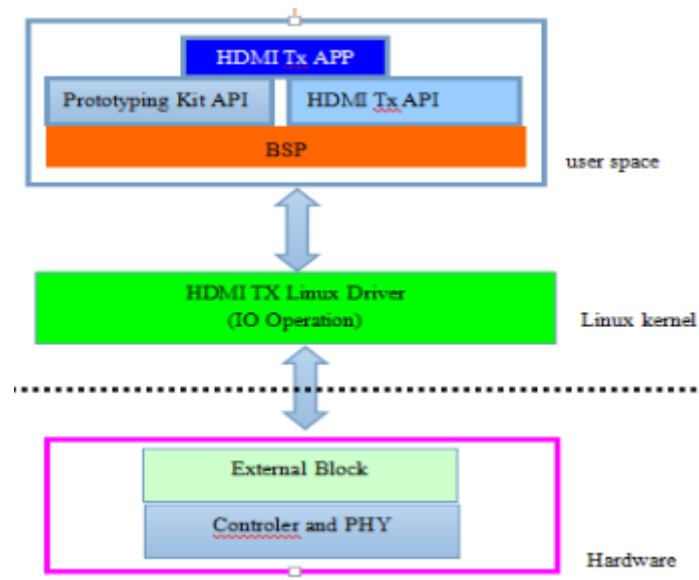 HDMI Tx APP
Prototyping Kit API
HDMI Tx API
BSP
user space
HDMI TX Linux Driver
(IO Operation)
Linux kernel
External Block
Controler and PHY
Hardware